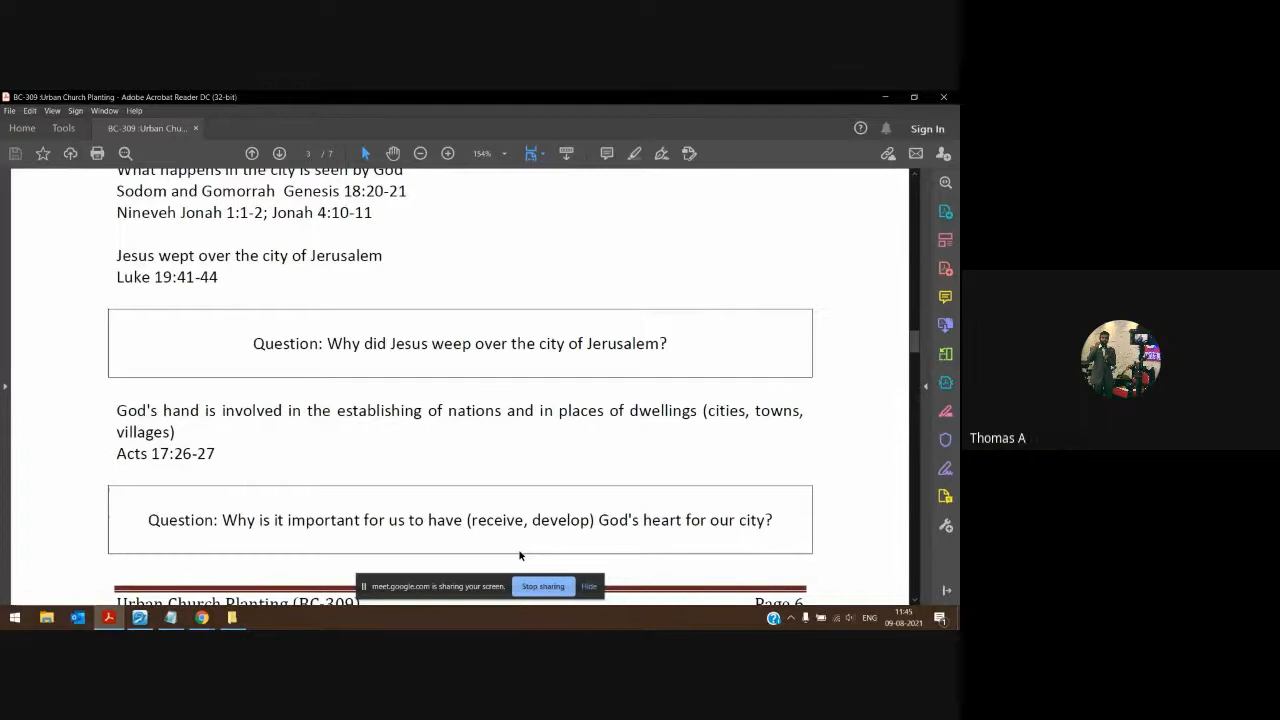 BC-309 :Urban Church Planting - Adobe Acrobat Reader DC (32-bit)
File Edit View Sign Window Help
Home Tools BC-309 :Urban Chu... × Sign In
3 / 7 154%
What happens in the city is seen by God
Sodom and Gomorrah Genesis 18:20-21
Nineveh Jonah 1:1-2; Jonah 4:10-11
Jesus wept over the city of Jerusalem
Luke 19:41-44
Question: Why did Jesus weep over the city of Jerusalem?
God's hand is involved in the establishing of nations and in places of dwellings (cities, towns,
villages)
Acts 17:26-27
Thomas A
Question: Why is it important for us to have (receive, develop) God's heart for our city?
meet.google.com is sharing your screen. Stop sharing Hide
Urban Church Planting (BC-309) Page 6
ENG 11:45
09-08-2021